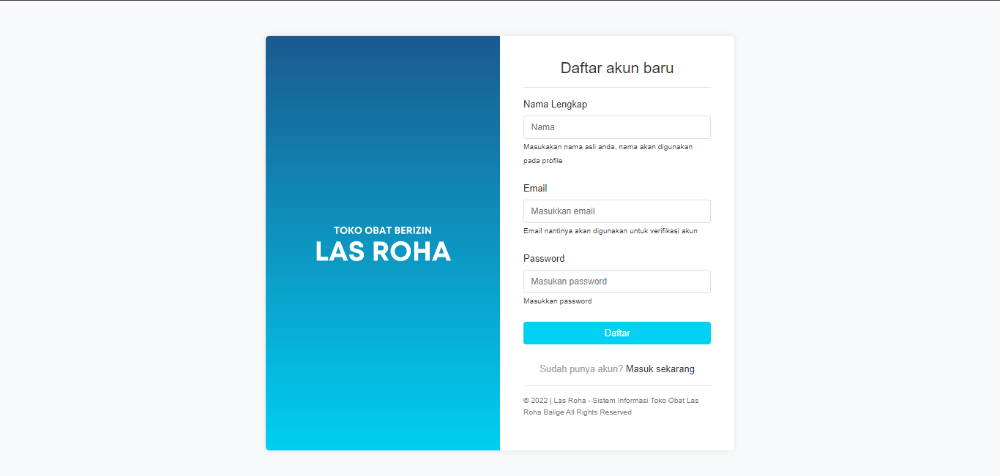 TOKO OBAT BERIZIN
LAS ROHA
Daftar akun baru
Nama Lengkap
Nama
Masukakan nama asli anda, nama akan digunakan
pada profile
Email
Masukkan email
Email nantinya akan digunakan untuk verifikasi akun
Password
Masukan password
Masukkan password
Daftar
Sudah punya akun? Masuk sekarang
© 2022 | Las Roha - Sistem Informasi Toko Obat Las
Roha Balige All Rights Reserved